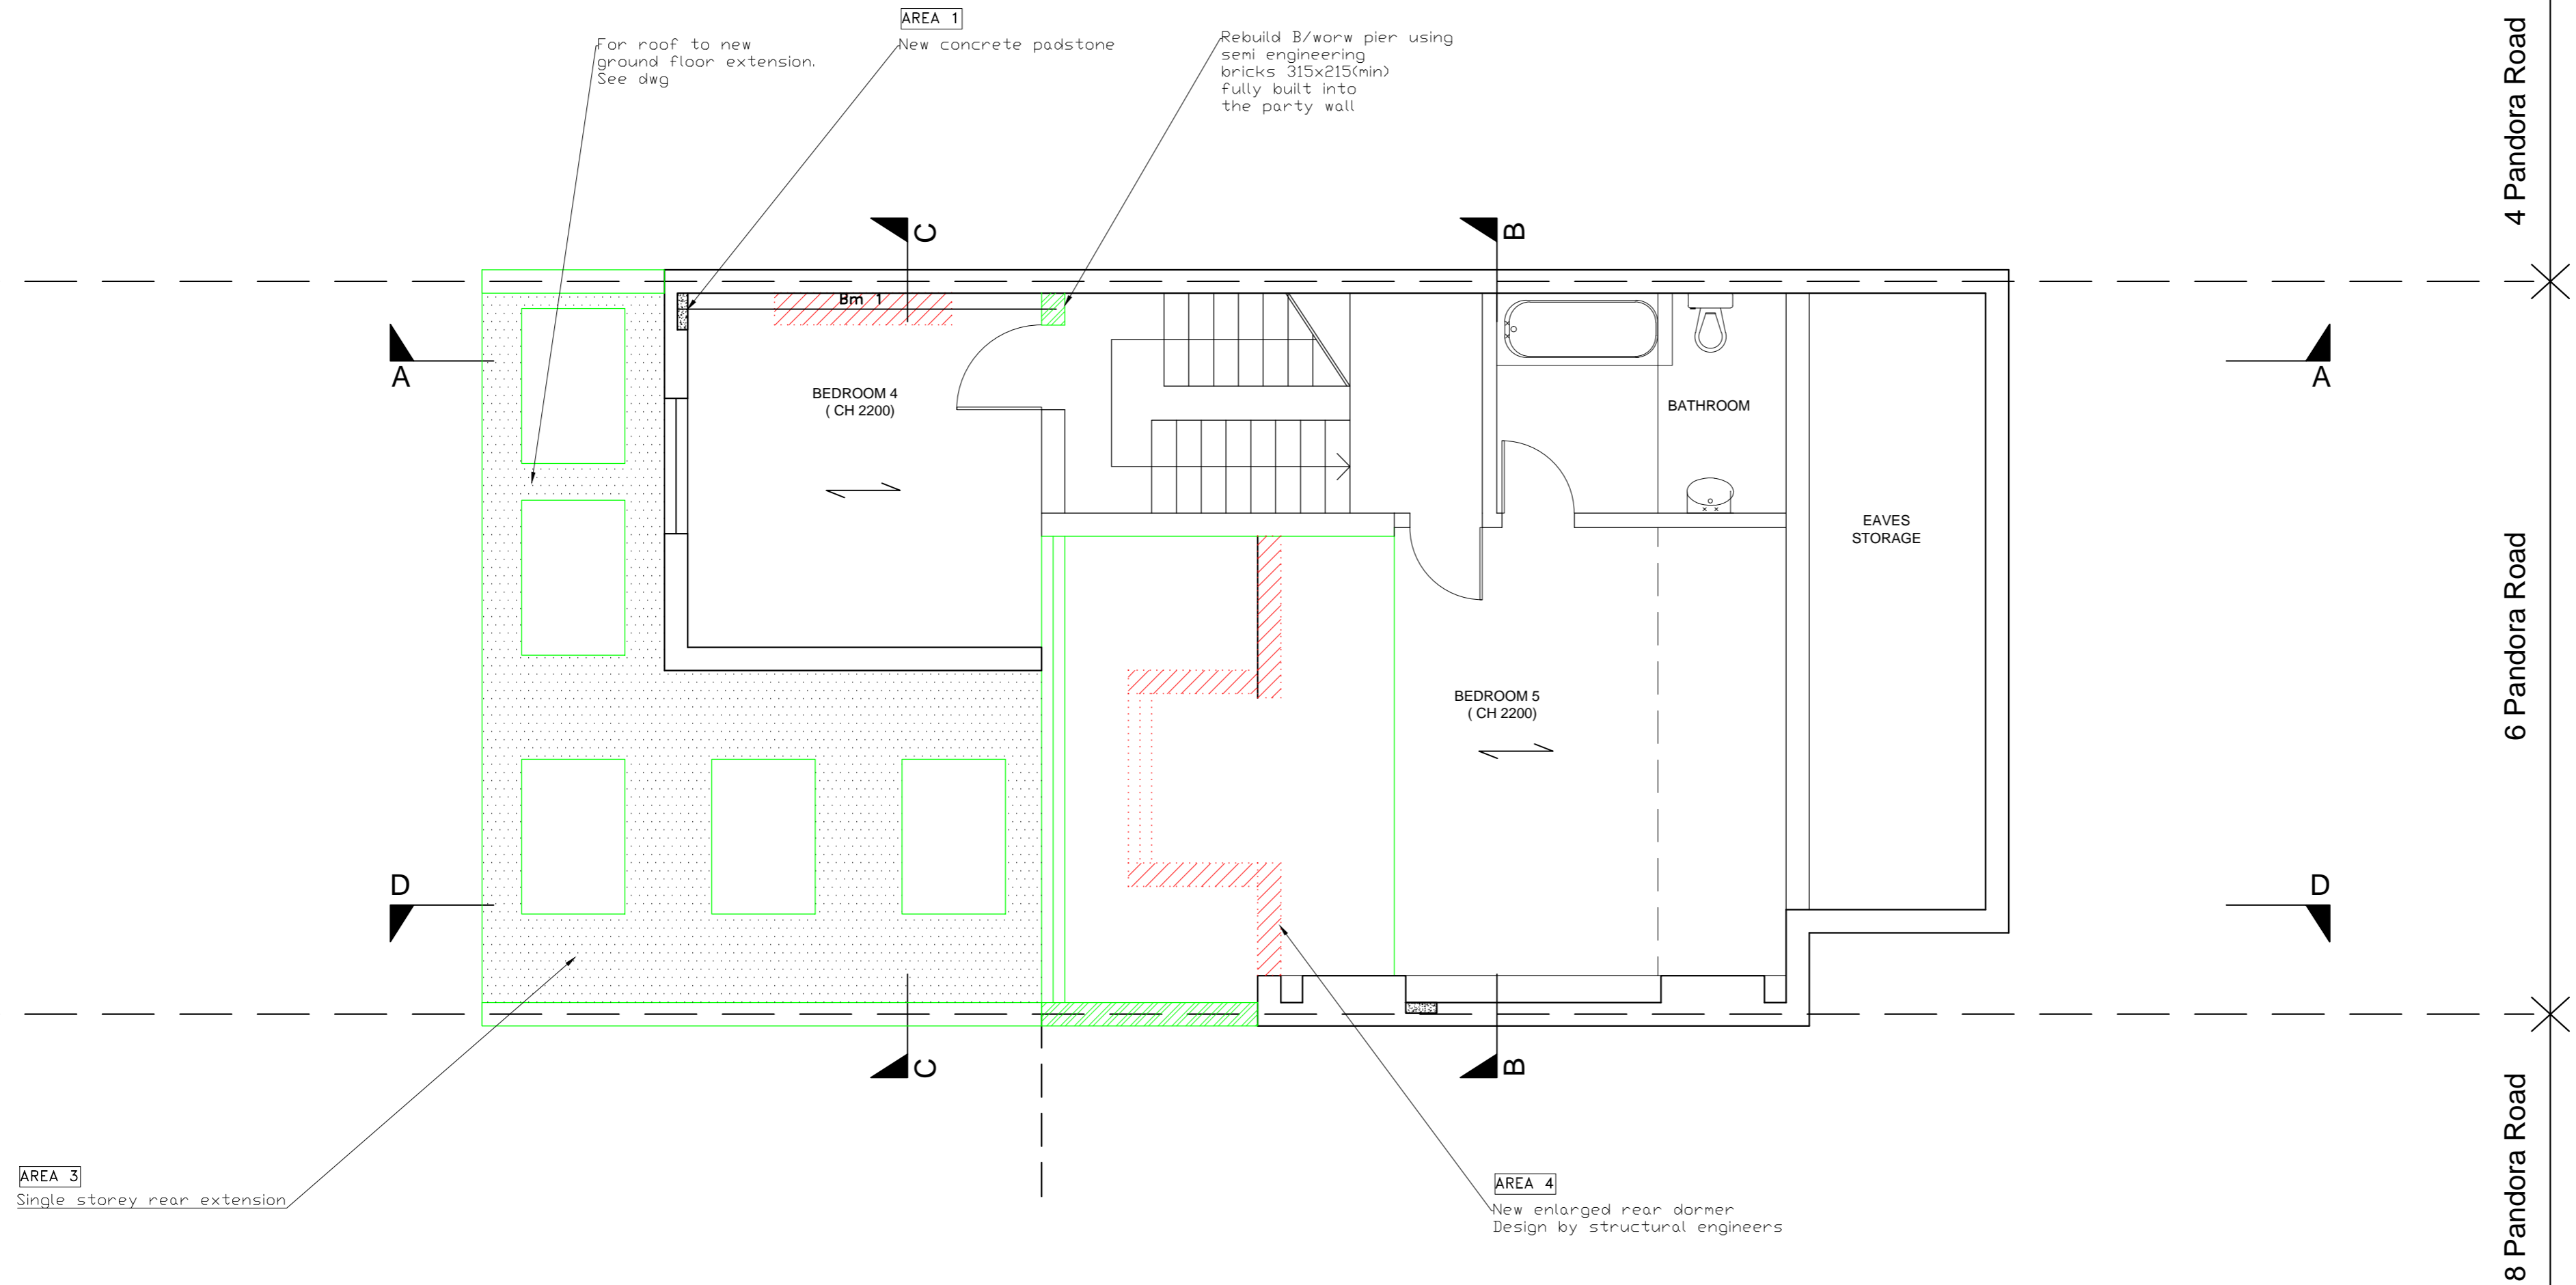 AREA 1
New concrete padstone
For roof to new
ground floor extension.
See dwg
Rebuild B/worw pier using
semi engineering
bricks 315x215(min)
fully built into
the party wall
4 Pandora Road
C
B
Bm 1
A
A
BEDROOM 4
( CH 2200)
BATHROOM
EAVES
STORAGE
6 Pandora Road
BEDROOM 5
( CH 2200)
D
D
C
B
8 Pandora Road
AREA 3
Single storey rear extension
AREA 4
New enlarged rear dormer
Design by structural engineers